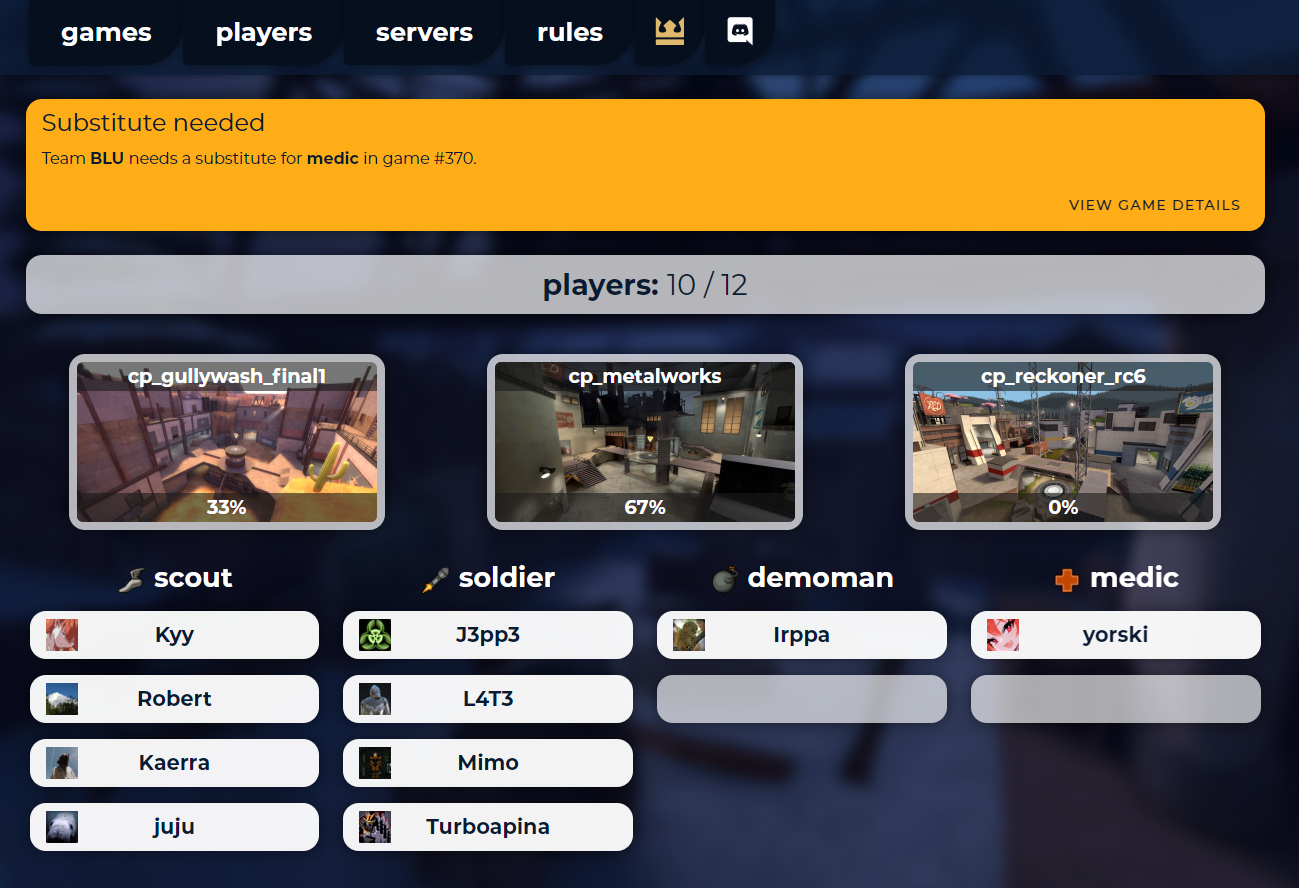 games players servers rules
Substitute needed
Team BLU needs a substitute for medic in game #370.
VIEW GAME DETAILS
players: 10 / 12
cp_gullywash_final1 cp_metalworks cp_reckoner_rc6
RED
33% 67% 0%
scout soldier demoman medic
Kyy J3pp3 Irppa yorski
Robert L4T3
Kaerra Mimo
juju Turboapina